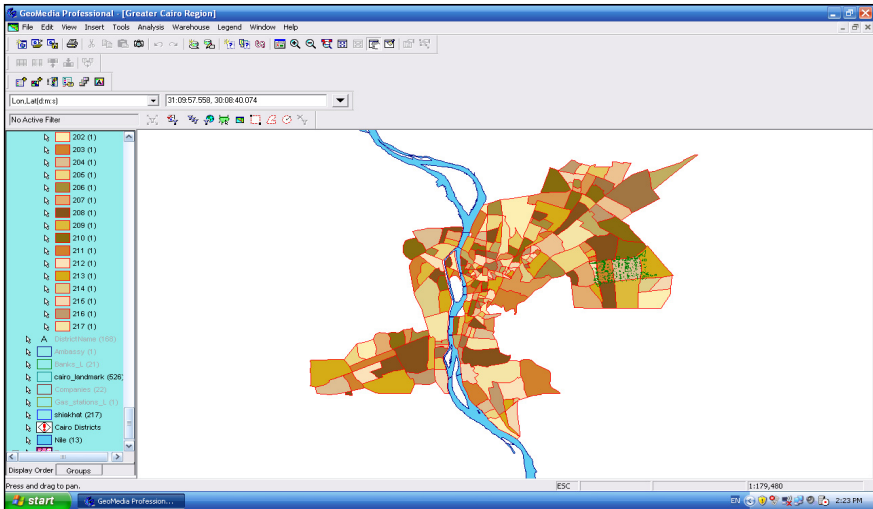 GeoMedia Professional - [Greater Cairo Region]
File Edit View Insert Tools Analysis Warehouse Legend Window Help
Lon,Lat(d:m:s) 31:09:57.558, 30:08:40.074
No Active Filter
202 (1)
203 (1)
204 (1)
205 (1)
206 (1)
207 (1)
208 (1)
209 (1)
210 (1)
211 (1)
212 (1)
213 (1)
214 (1)
215 (1)
216 (1)
217 (1)
A DistrictName (188)
Ambassy (1)
Banks_L (21)
cairo_landmark (526)
Companies (22)
Gas_stations_L (1)
shiakhat (217)
Cairo Districts
Nile (13)
Display Order Groups
Press and drag to pan. ESC 1:179,480
start GeoMedia Profession... EN 2:23 PM